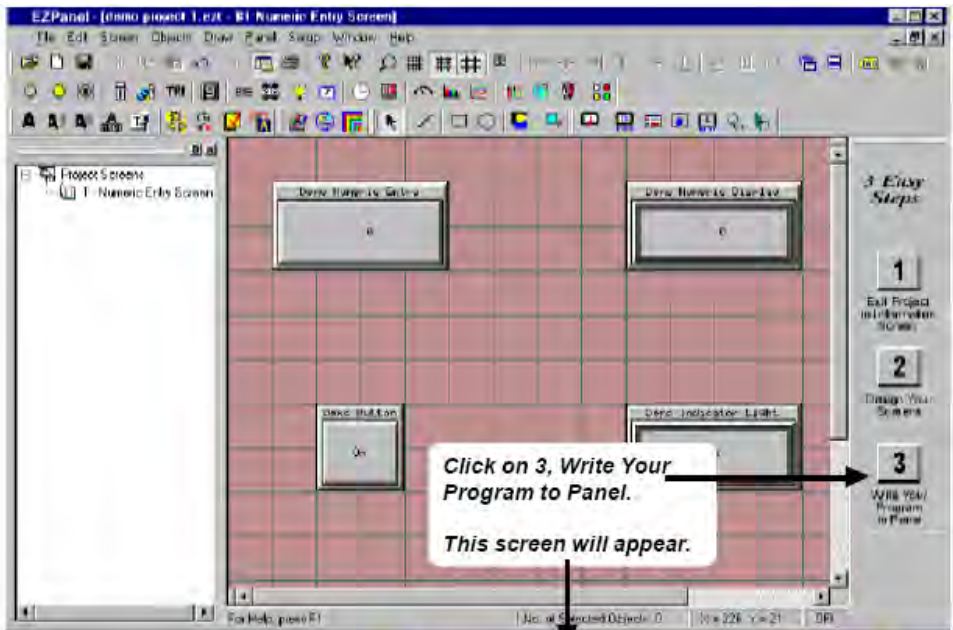 EZPanel - [demo project 1.ezt - #1 Numeric Entry Screen]
File Edit Screen Objects Draw Panel Setup Window Help
Project Screens
1 - Numeric Entry Screen
Demo Numeric Entry
0
Demo Numeric Display
0
Demo Button
On
Demo Indicator Light
3 Easy
Steps
1
Exit Project
to Information
Screen
2
Design Your
Screens
3
Write Your
Program
to Panel
Click on 3, Write Your
Program to Panel.
This screen will appear.
For Help, press F1
No. of Selected Objects: 0
X = 226, Y = 21